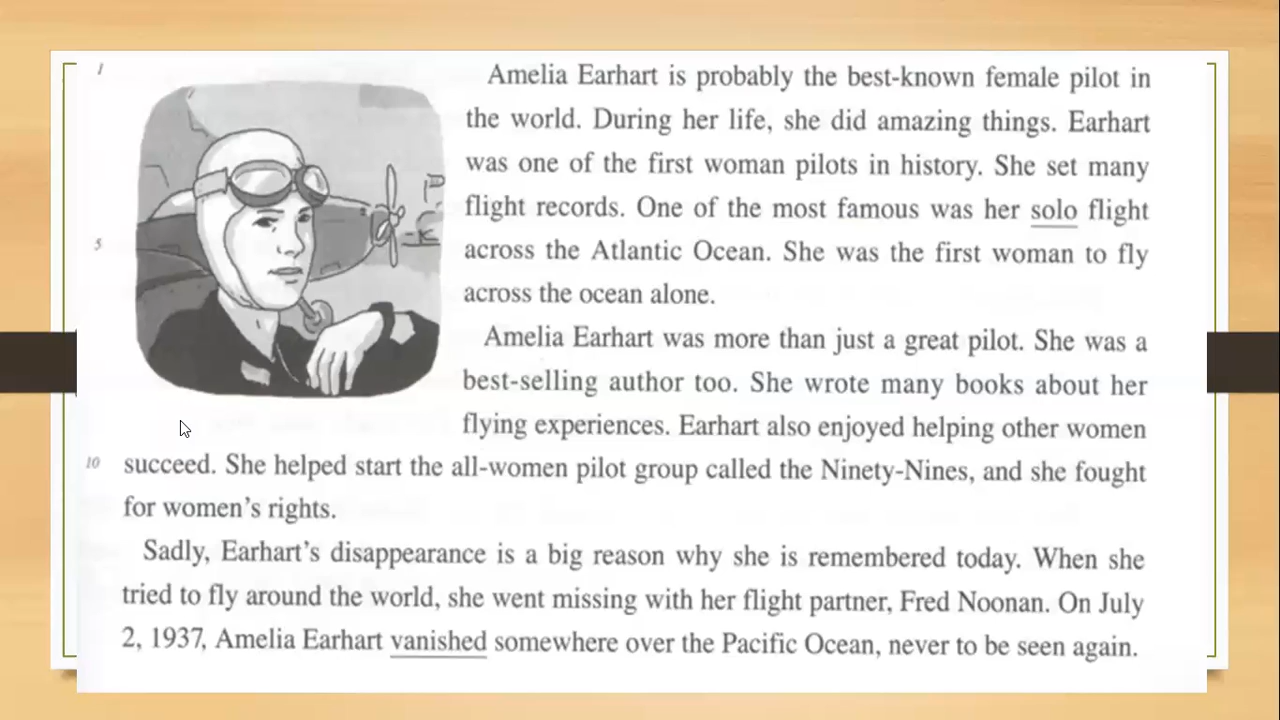 1
Amelia Earhart is probably the best-known female pilot in
the world. During her life, she did amazing things. Earhart
was one of the first woman pilots in history. She set many
flight records. One of the most famous was her solo flight
5
across the Atlantic Ocean. She was the first woman to fly
across the ocean alone.
Amelia Earhart was more than just a great pilot. She was a
best-selling author too. She wrote many books about her
flying experiences. Earhart also enjoyed helping other women
10
succeed. She helped start the all-women pilot group called the Ninety-Nines, and she fought
for women's rights.
Sadly, Earhart's disappearance is a big reason why she is remembered today. When she
tried to fly around the world, she went missing with her flight partner, Fred Noonan. On July
2, 1937, Amelia Earhart vanished somewhere over the Pacific Ocean, never to be seen again.